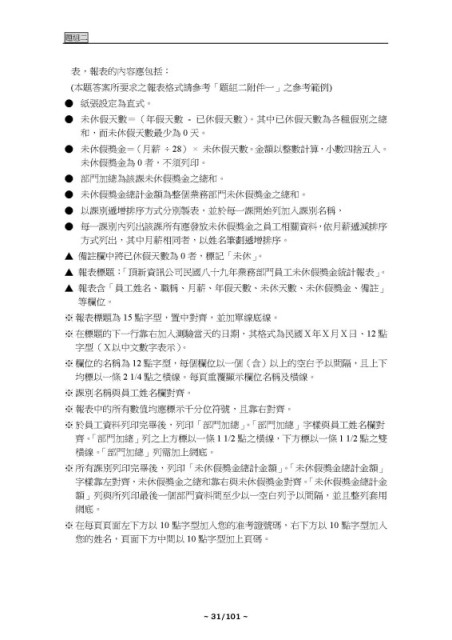 題組二
表,報表的內容應包括:
(本題答案所要求之報表格式請參考「題組二附件一」之參考範例)
● 紙張設定為直式。
● 未休假天數=(年假天數 - 已休假天數)。其中已休假天數為各種假別之總
和,而未休假天數最少為 0 天。
● 未休假獎金=(月薪 ÷ 28) × 未休假天數。金額以整數計算,小數四捨五入。
未休假獎金為 0 者,不須列印。
● 部門加總為該課未休假獎金之總和。
● 未休假獎金總計金額為整個業務部門未休假獎金之總和。
● 以課別遞增排序方式分別製表,並於每一課開始列加入課別名稱,
● 每一課別內列出該課所有應發放未休假獎金之員工相關資料,依月薪遞減排序
方式列出,其中月薪相同者,以姓名筆劃遞增排序。
▲ 備註欄中將已休假天數為 0 者,標記「未休」。
▲ 報表標題:「頂新資訊公司民國八十九年業務部門員工未休假獎金統計報表」。
▲ 報表含「員工姓名、職稱、月薪、年假天數、未休天數、未休假獎金、備註」
等欄位。
※ 報表標題為 15 點字型,置中對齊,並加單線底線。
※ 在標題的下一行靠右加入測驗當天的日期,其格式為民國 X 年 X 月 X 日,12 點
字型(X 以中文數字表示)。
※ 欄位的名稱為 12 點字型,每個欄位以一個(含)以上的空白予以間隔,且上下
均標以一條 2 1/4 點之橫線。每頁重覆顯示欄位名稱及橫線。
※ 課別名稱與員工姓名欄對齊。
※ 報表中的所有數值均應標示千分位符號,且靠右對齊。
※ 於員工資料列印完畢後,列印「部門加總」。「部門加總」字樣與員工姓名欄對
齊。「部門加總」列之上方標以一條 1 1/2 點之橫線,下方標以一條 1 1/2 點之雙
橫線。「部門加總」列需加上網底。
※ 所有課別列印完畢後,列印「未休假獎金總計金額」。「未休假獎金總計金額」
字樣靠左對齊,未休假獎金之總和靠右與未休假獎金對齊。「未休假獎金總計金
額」列與所列印最後一個部門資料間至少以一空白列予以間隔,並且整列套用
網底。
※ 在每頁頁面左下方以 10 點字型加入您的准考證號碼,右下方以 10 點字型加入
您的姓名,頁面下方中間以 10 點字型加上頁碼。
~ 31/101 ~